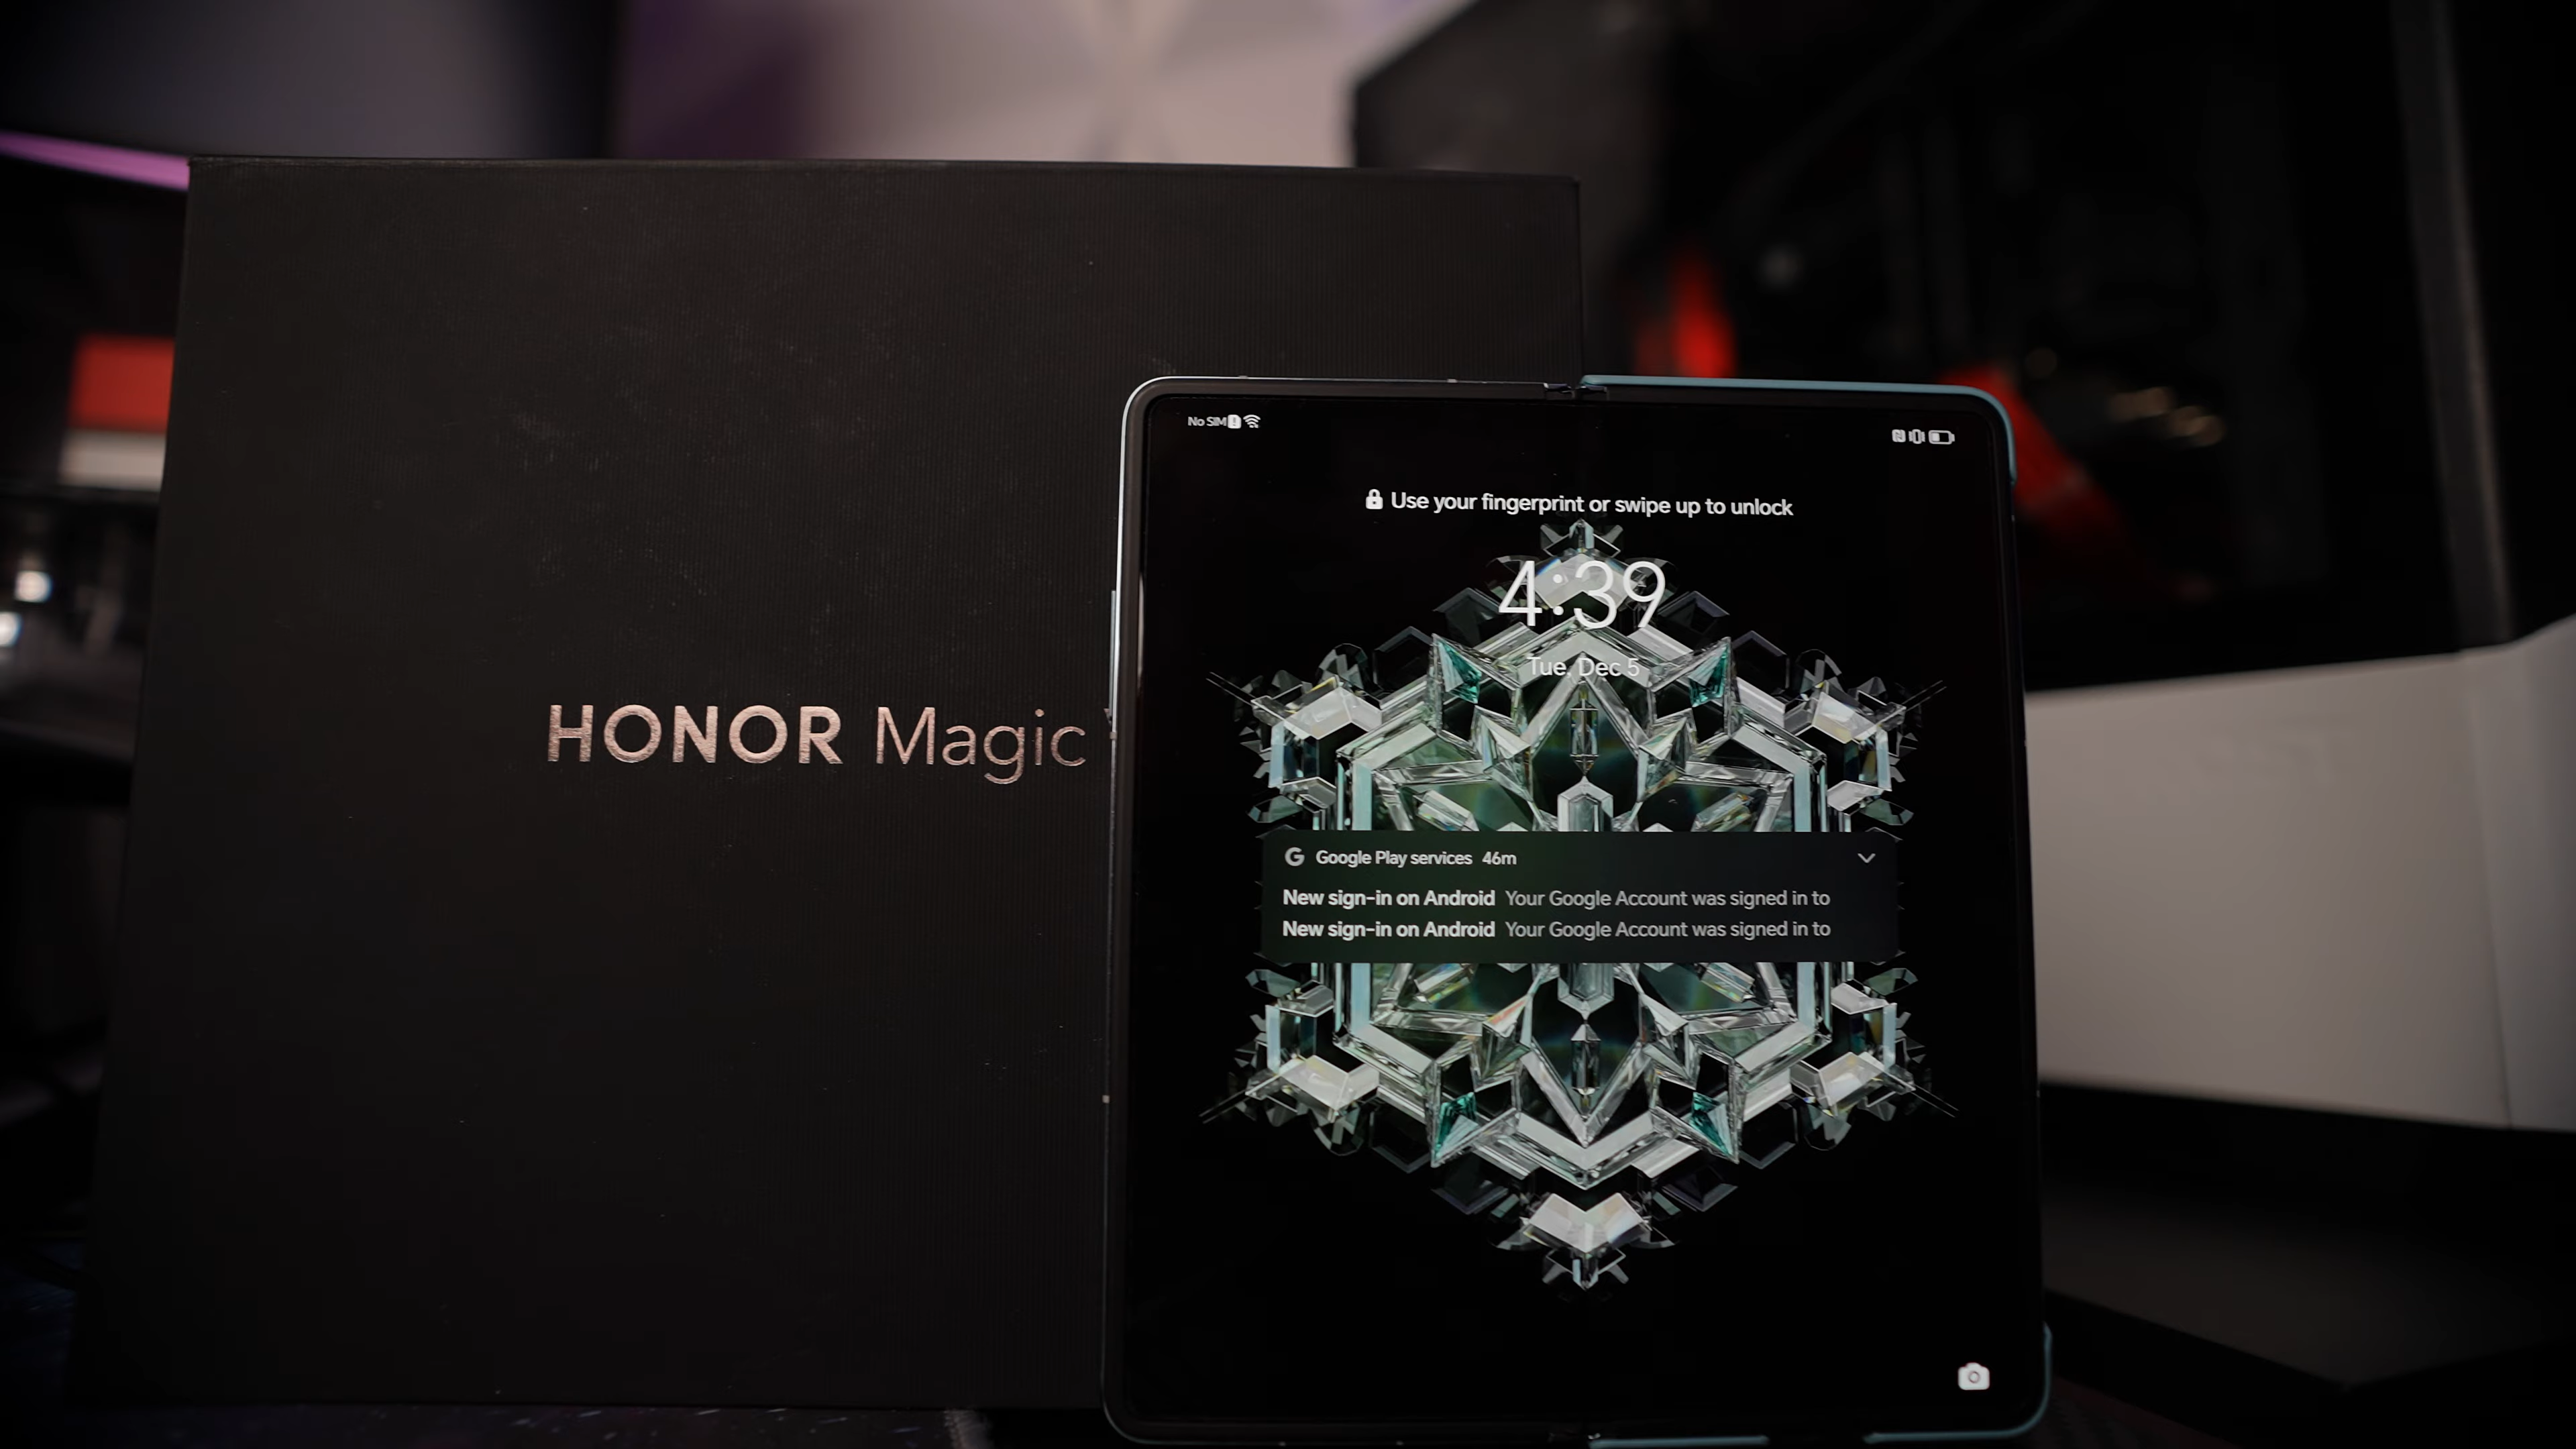 HONOR Magic
No SIM
Use your fingerprint or swipe up to unlock
4:39
Tue, Dec 5
Google Play services 46m
New sign-in on Android Your Google Account was signed in to
New sign-in on Android Your Google Account was signed in to